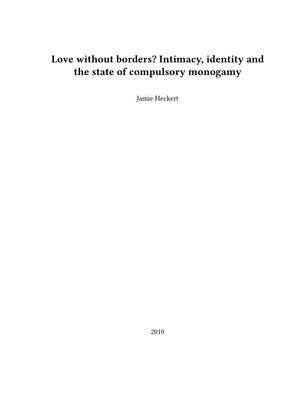 Love without borders? Intimacy, identity and
the state of compulsory monogamy
Jamie Heckert
2010